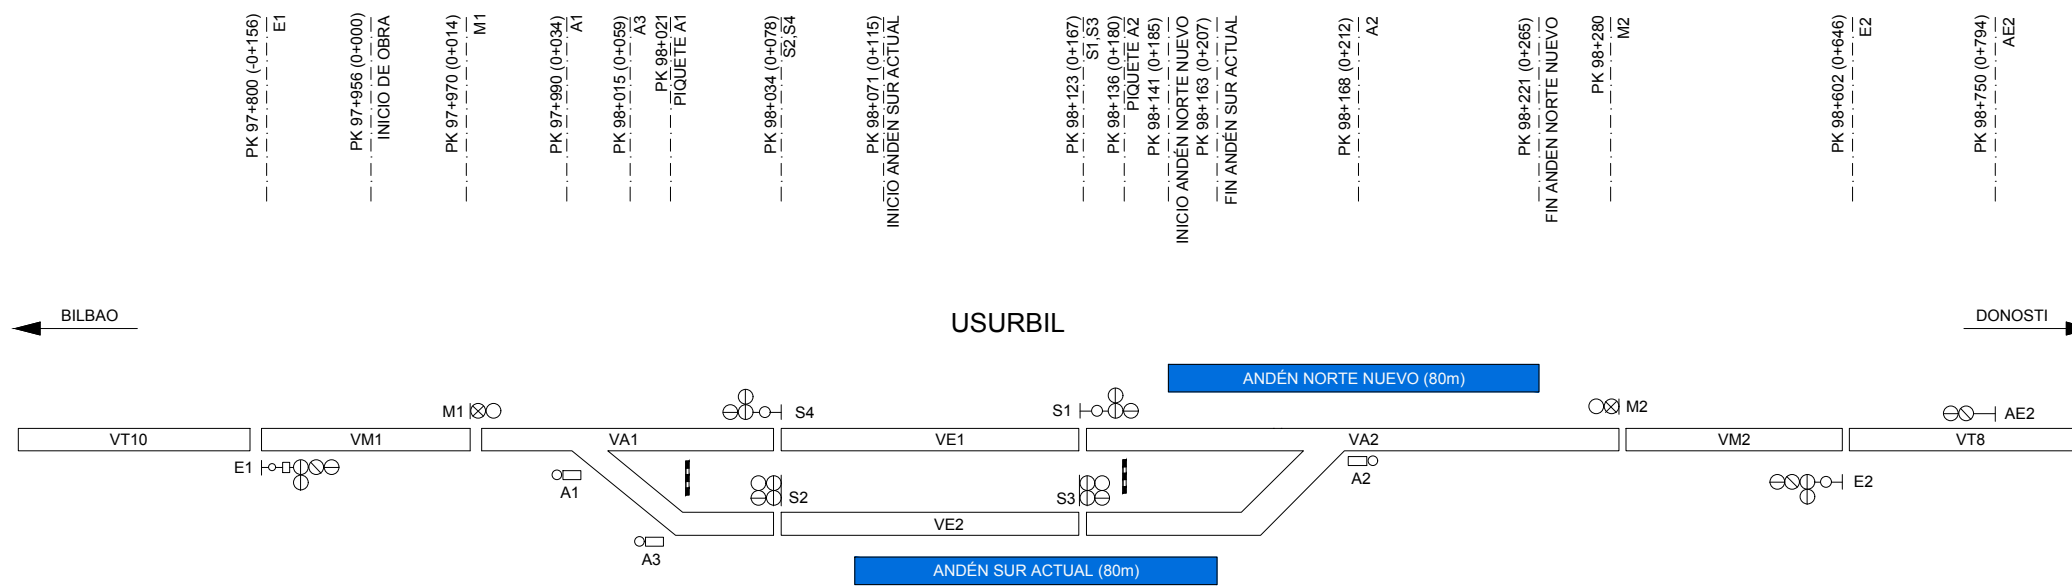 PK 97+800 (-0+156)
E1
PK 97+956 (0+000)
INICIO DE OBRA
PK 97+970 (0+014)
M1
PK 97+990 (0+034)
A1
PK 98+015 (0+059)
A3
PK 98+021
PIQUETE A1
PK 98+034 (0+078)
S2,S4
PK 98+071 (0+115)
INICIO ANDEN SUR ACTUAL
PK 98+123 (0+167)
S1,S3
PK 98+136 (0+180)
PIQUETE A2
PK 98+141 (0+185)
INICIO ANDÉN NORTE NUEVO
PK 98+163 (0+207)
FIN ANDÉN SUR ACTUAL
PK 98+168 (0+212)
A2
PK 98+221 (0+265)
FIN ANDEN NORTE NUEVO
PK 98+280
M2
PK 98+602 (0+646)
E2
PK 98+750 (0+794)
AE2
BILBAO
USURBIL
DONOSTI
ANDÉN NORTE NUEVO (80m)
M1
S4
S1
M2
AE2
VT10
VM1
VA1
VE1
VA2
VM2
VT8
E1
A1
S2
S3
A2
E2
VE2
A3
ANDÉN SUR ACTUAL (80m)